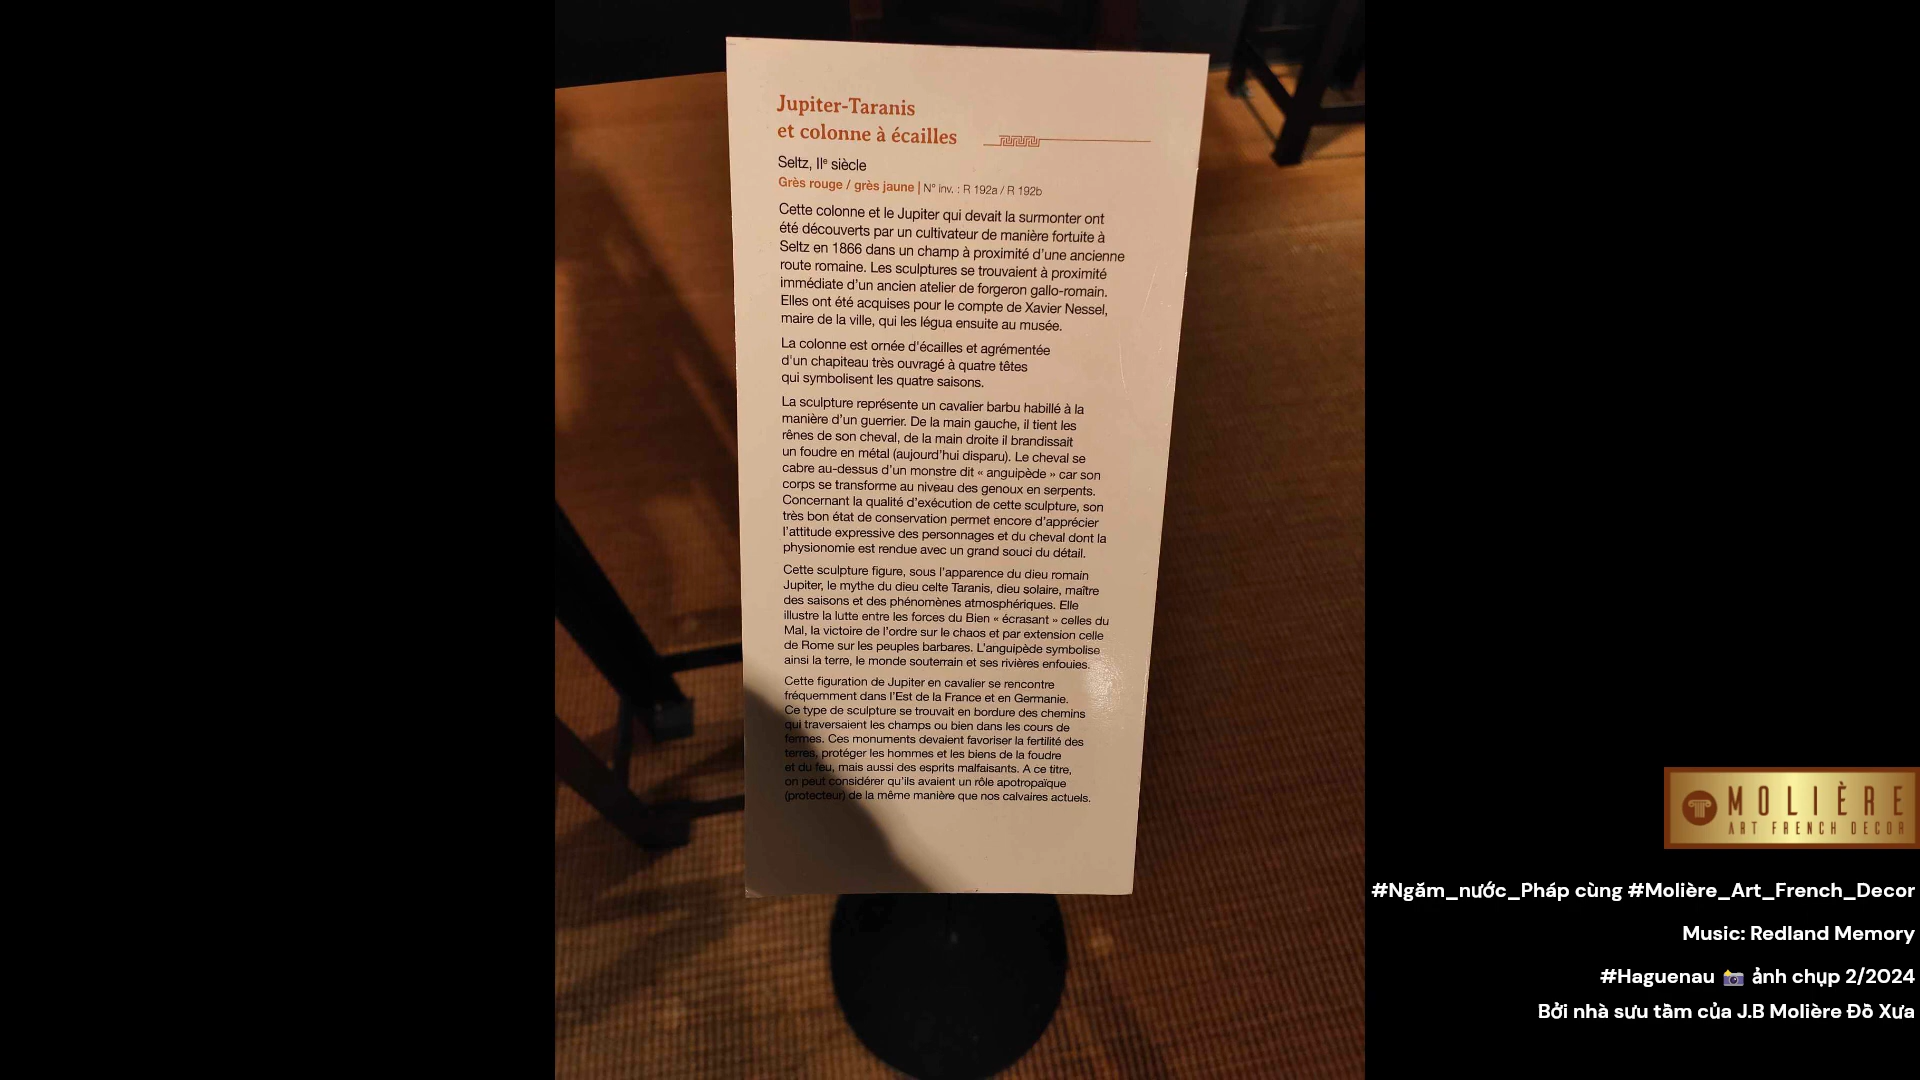 Jupiter-Taranis
et colonne à écailles
Seltz, IIe siècle
Grès rouge / grès jaune | N° inv. : R 192a / R 192b
Cette colonne et le Jupiter qui devait la surmonter ont
été découverts par un cultivateur de manière fortuite à
Seltz en 1866 dans un champ à proximité d'une ancienne
route romaine. Les sculptures se trouvaient à proximité
immédiate d'un ancien atelier de forgeron gallo-romain.
Elles ont été acquises pour le compte de Xavier Nessel,
maire de la ville, qui les légua ensuite au musée.
La colonne est ornée d'écailles et agrémentée
d'un chapiteau très ouvragé à quatre têtes
qui symbolisent les quatre saisons.
La sculpture représente un cavalier barbu habillé à la
manière d'un guerrier. De la main gauche, il tient les
rênes de son cheval, de la main droite il brandissait
un foudre en métal (aujourd'hui disparu). Le cheval se
cabre au-dessus d'un monstre dit « anguipède » car son
corps se transforme au niveau des genoux en serpents.
Concernant la qualité d'exécution de cette sculpture, son
très bon état de conservation permet encore d'apprécier
l'attitude expressive des personnages et du cheval dont la
physionomie est rendue avec un grand souci du détail.
Cette sculpture figure, sous l'apparence du dieu romain
Jupiter, le mythe du dieu celte Taranis, dieu solaire, maître
des saisons et des phénomènes atmosphériques. Elle
illustre la lutte entre les forces du Bien « écrasant » celles du
Mal, la victoire de l'ordre sur le chaos et par extension celle
de Rome sur les peuples barbares. L'anguipède symbolise
ainsi la terre, le monde souterrain et ses rivières enfouies.
Cette figuration de Jupiter en cavalier se rencontre
fréquemment dans l'Est de la France et en Germanie.
Ce type de sculpture se trouvait en bordure des chemins
qui traversaient les champs ou bien dans les cours de
fermes. Ces monuments devaient favoriser la fertilité des
terres, protéger les hommes et les biens de la foudre
et du feu, mais aussi des esprits malfaisants. A ce titre,
on peut considérer qu'ils avaient un rôle apotropaïque
(protecteur) de la même manière que nos calvaires actuels.
MOLIÈRE
ART FRENCH DECOR
#Ngắm_nước_Pháp cùng #Molière_Art_French_Decor
Music: Redland Memory
#Haguenau 📸 ảnh chụp 2/2024
Bởi nhà sưu tầm của J.B Molière Đồ Xưa